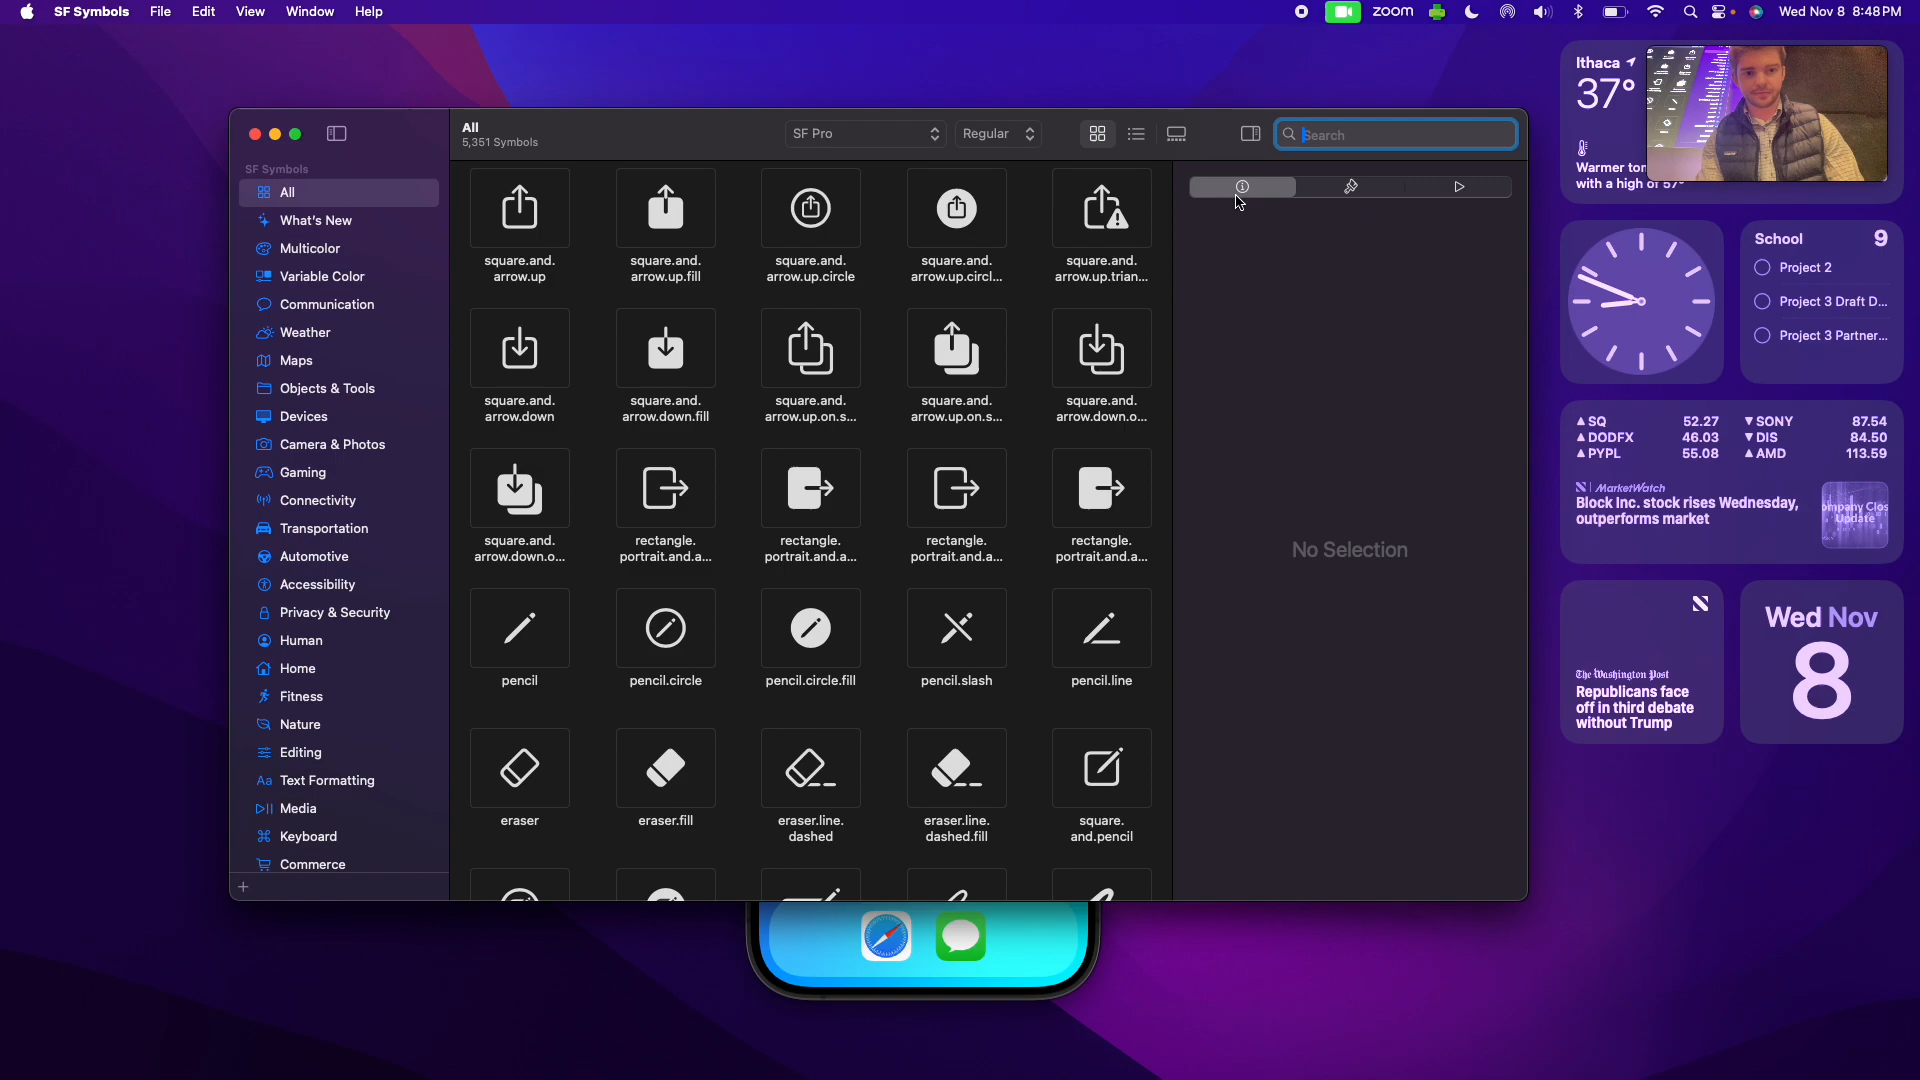 SF Symbols File Edit View Window Help
zoom Wed Nov 8 8:48 PM
All
5,351 Symbols
SF Pro
Regular
Search
SF Symbols
All
What's New
Multicolor
Variable Color
Communication
Weather
Maps
Objects & Tools
Devices
Camera & Photos
Gaming
Connectivity
Transportation
Automotive
Accessibility
Privacy & Security
Human
Home
Fitness
Nature
Editing
Aa Text Formatting
Media
Keyboard
Commerce
square.and.
arrow.up
square.and.
arrow.up.fill
square.and.
arrow.up.circle
square.and.
arrow.up.circl...
square.and.
arrow.up.trian...
square.and.
arrow.down
square.and.
arrow.down.fill
square.and.
arrow.up.on.s...
square.and.
arrow.up.on.s...
square.and.
arrow.down.o...
square.and.
arrow.down.o...
rectangle.
portrait.and.a...
rectangle.
portrait.and.a...
rectangle.
portrait.and.a...
rectangle.
portrait.and.a...
pencil
pencil.circle
pencil.circle.fill
pencil.slash
pencil.line
eraser
eraser.fill
eraser.line.
dashed
eraser.line.
dashed.fill
square.
and.pencil
No Selection
Ithaca
37°
Warmer
with a high of 57°
School 9
Project 2
Project 3 Draft D...
Project 3 Partner...
SQ 52.27 SONY 87.54
DODFX 46.03 DIS 84.50
PYPL 55.08 AMD 113.59
MarketWatch
Block Inc. stock rises Wednesday,
outperforms market
Update
The Washington Post
Republicans face
off in third debate
without Trump
Wed Nov
8